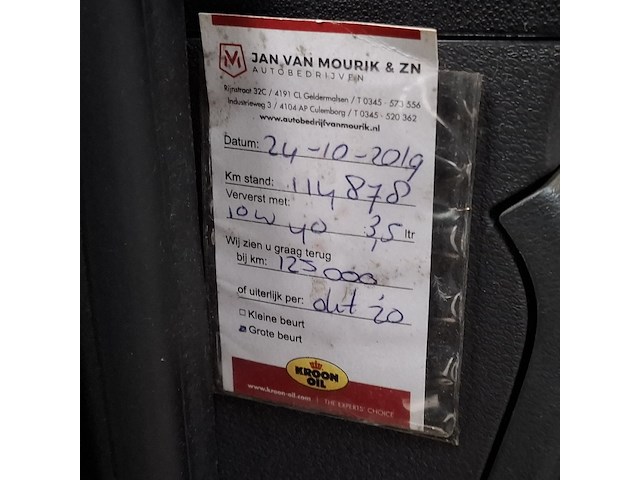 JAN VAN MOURIK & ZN
AUTOBEDRIJVEN
Rijnstraat 32C / 4191 CL Geldermalsen / T 0345 - 573 556
Industrieweg 3 / 4104 AP Culemborg / T 0345 - 520 362
www.autobedrijfvanmourik.nl
Datum: 24-10-2019
Km stand: 114878
Ververst met:
10W40 3,5 ltr
Wij zien u graag terug
bij km: 125000
of uiterlijk per: okt '20
Kleine beurt
Grote beurt
KROON
OIL
www.kroon-oil.com | THE EXPERTS' CHOICE